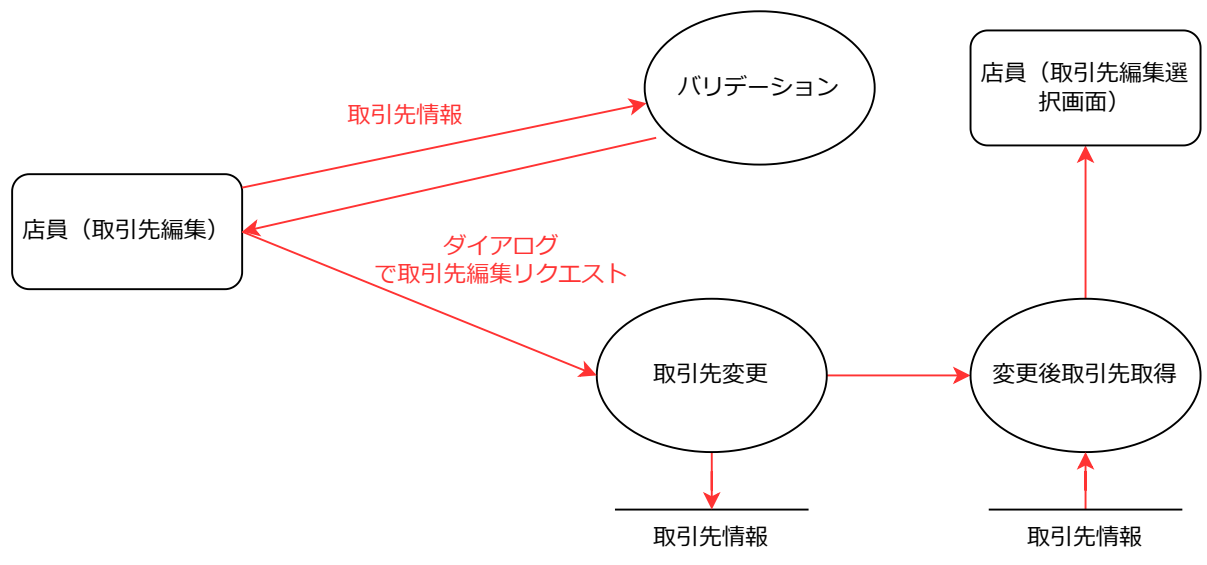 バリデーション
店員（取引先編集選
択画面）
取引先情報
店員（取引先編集）
ダイアログ
で取引先編集リクエスト
取引先変更
変更後取引先取得
取引先情報
取引先情報